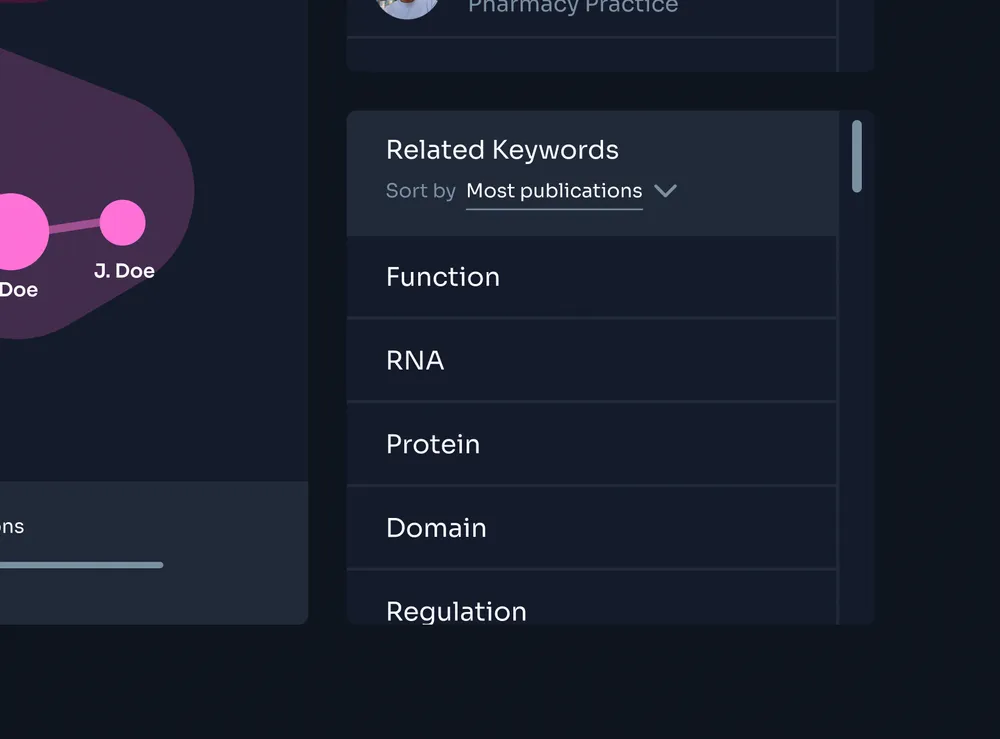 Pharmacy Practice
J. Doe
Doe
ons
Related Keywords
Sort by Most publications
Function
RNA
Protein
Domain
Regulation